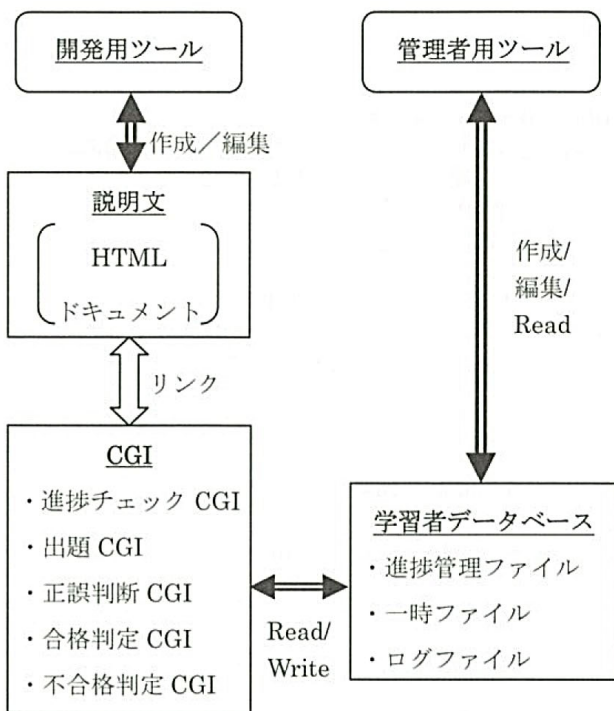 開発用ツール
管理者用ツール
作成／編集
説明文
HTML
ドキュメント
作成/
編集/
Read
リンク
CGI
・進捗チェック CGI
・出題 CGI
・正誤判断 CGI
・合格判定 CGI
・不合格判定 CGI
Read/
Write
学習者データベース
・進捗管理ファイル
・一時ファイル
・ログファイル